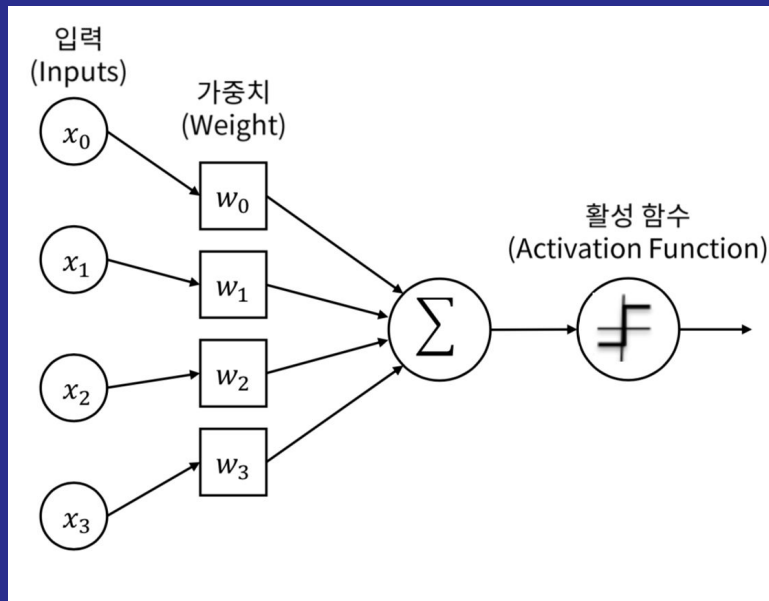 입력
(Inputs)
가중치
(Weight)
x₀
w₀
x₁
w₁
x₂
w₂
x₃
w₃
∑
활성 함수
(Activation Function)